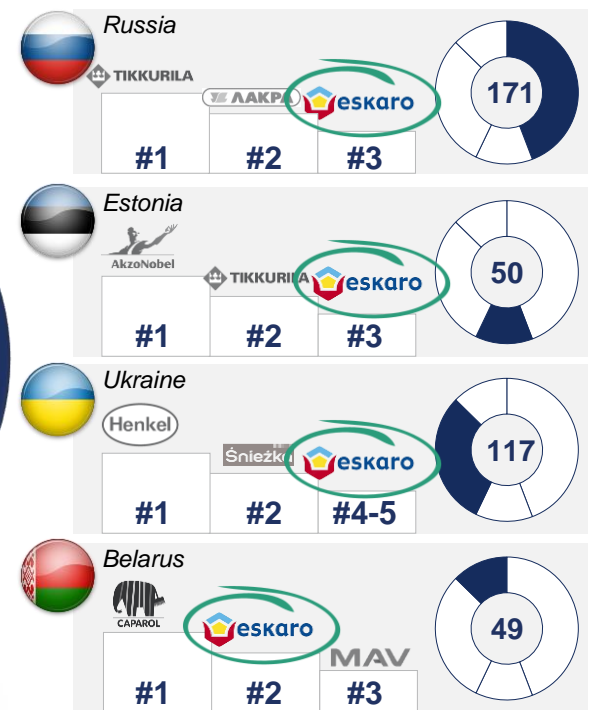 Russia
TIKKURILA
ЛАКРА
eskaro
171
#1
#2
#3
Estonia
AkzoNobel
TIKKURILA
eskaro
50
#1
#2
#3
Ukraine
Henkel
Śnieżka
eskaro
117
#1
#2
#4-5
Belarus
CAPAROL
eskaro
MAV
49
#1
#2
#3